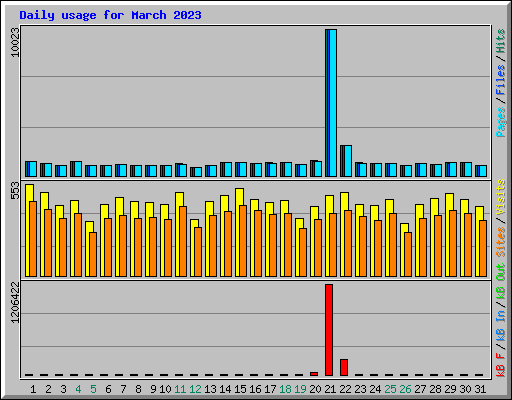 Daily usage for March 2023
10023
Pages / Files / Hits
553
Sites / Visits
1206422
kB F / kB In / kB Out
1 2 3 4 5 6 7 8 9 10 11 12 13 14 15 16 17 18 19 20 21 22 23 24 25 26 27 28 29 30 31